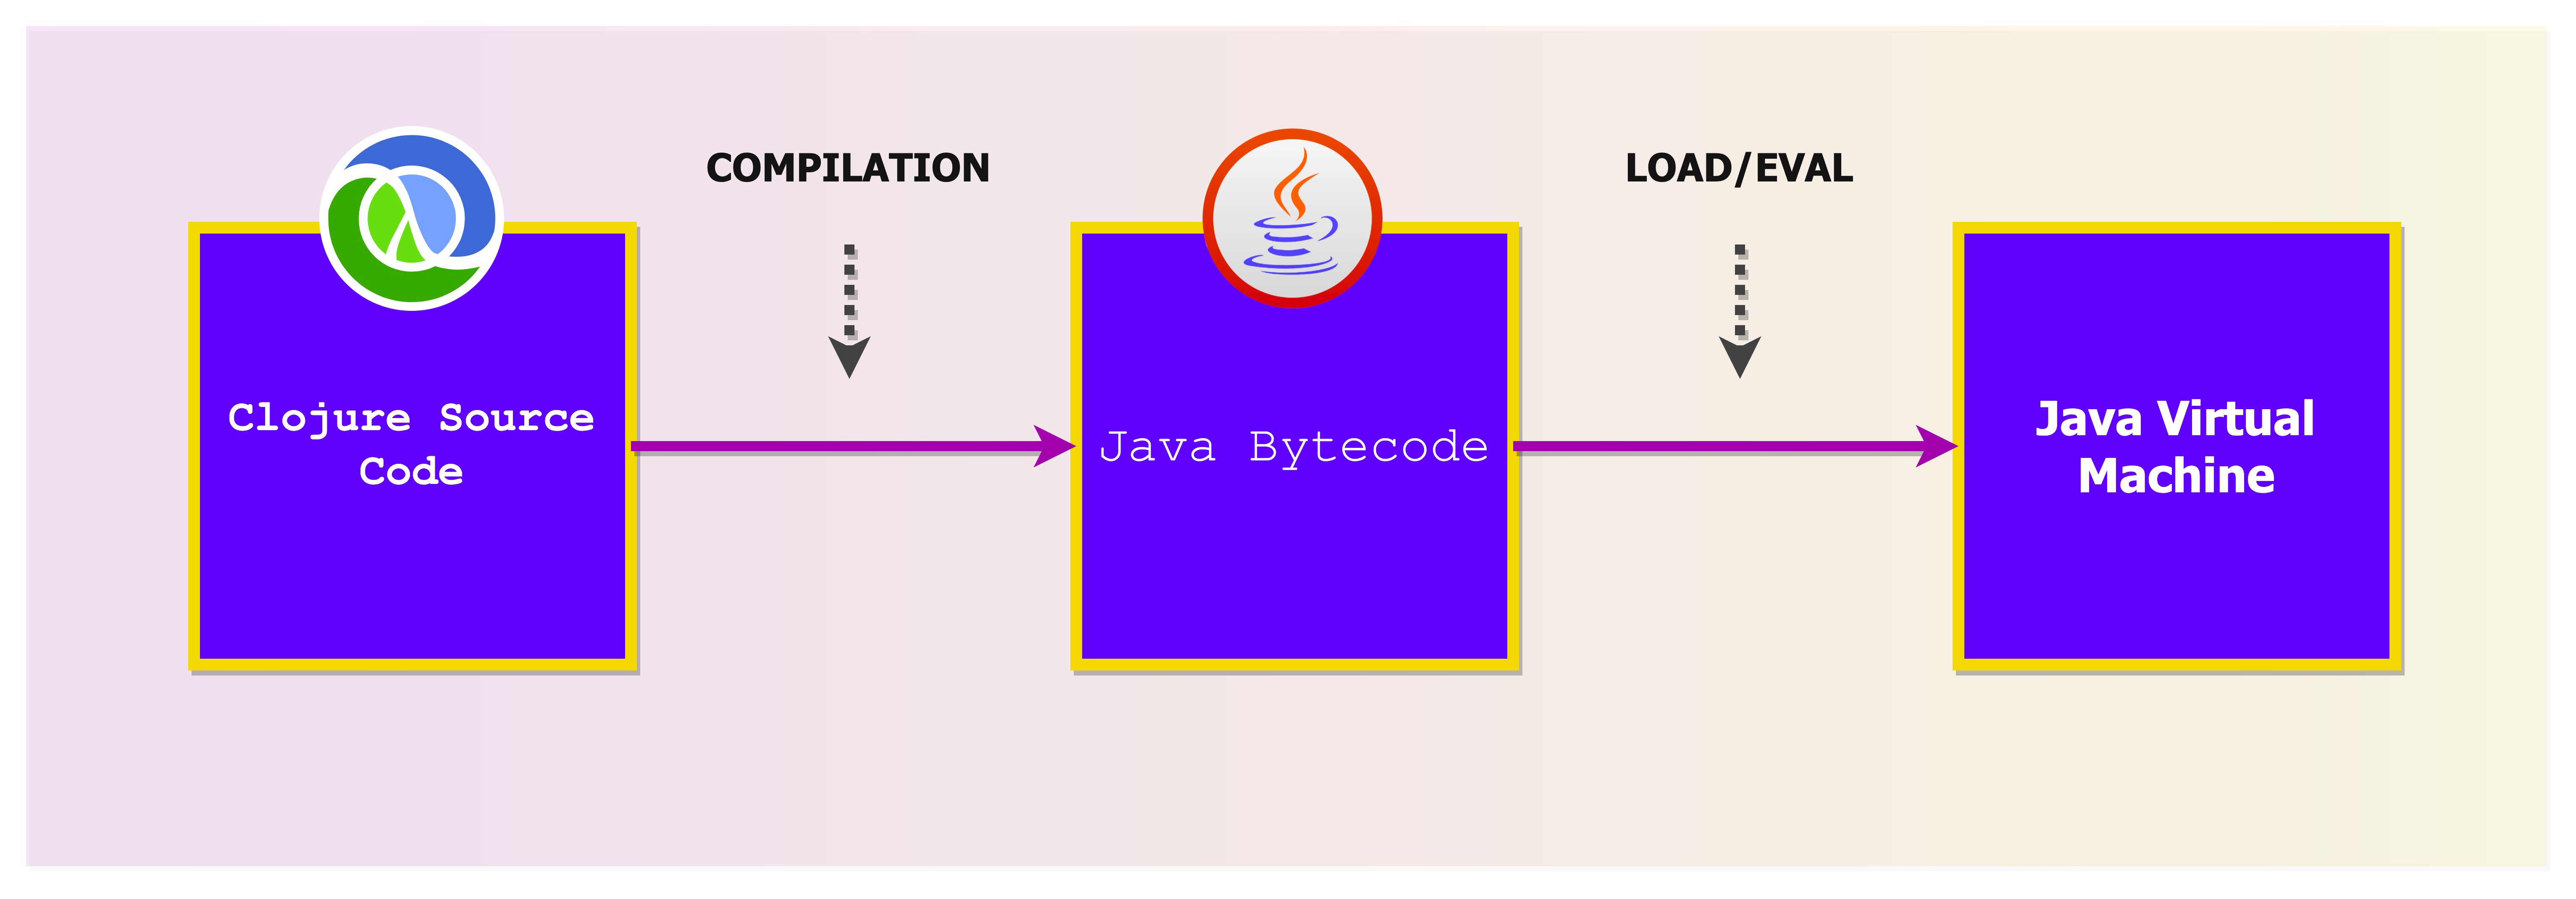 COMPILATION
LOAD/EVAL
Clojure Source
Code
Java Bytecode
Java Virtual
Machine